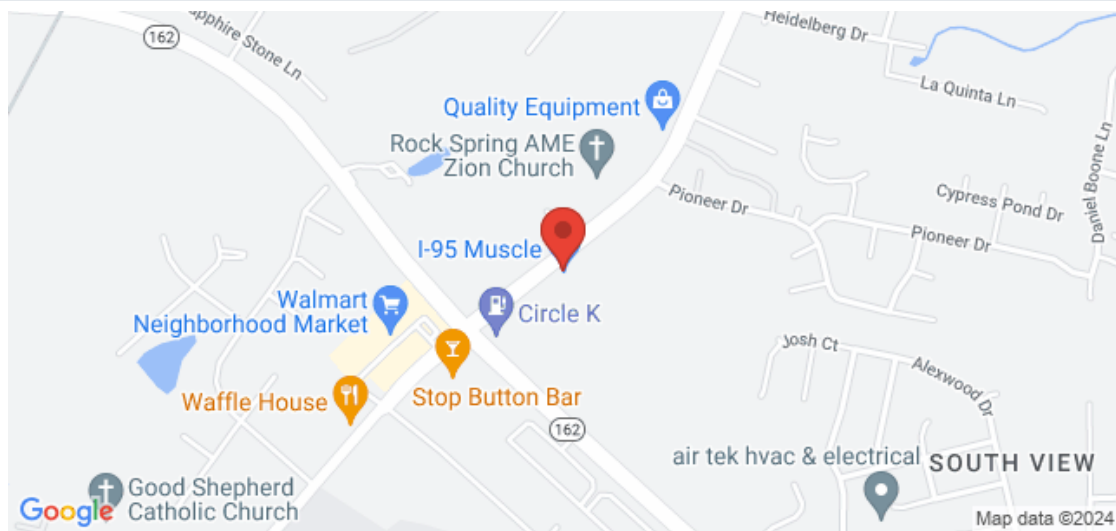 162
Sapphire Stone Ln
Heidelberg Dr
La Quinta Ln
Quality Equipment
Rock Spring AME
Zion Church
Pioneer Dr
Cypress Pond Dr
Daniel Boone Ln
Pioneer Dr
I-95 Muscle
Walmart
Neighborhood Market
Circle K
Josh Ct
Alexwood Dr
Waffle House
Stop Button Bar
162
air tek hvac & electrical
SOUTH VIEW
Good Shepherd
Catholic Church
Google
Map data ©2024